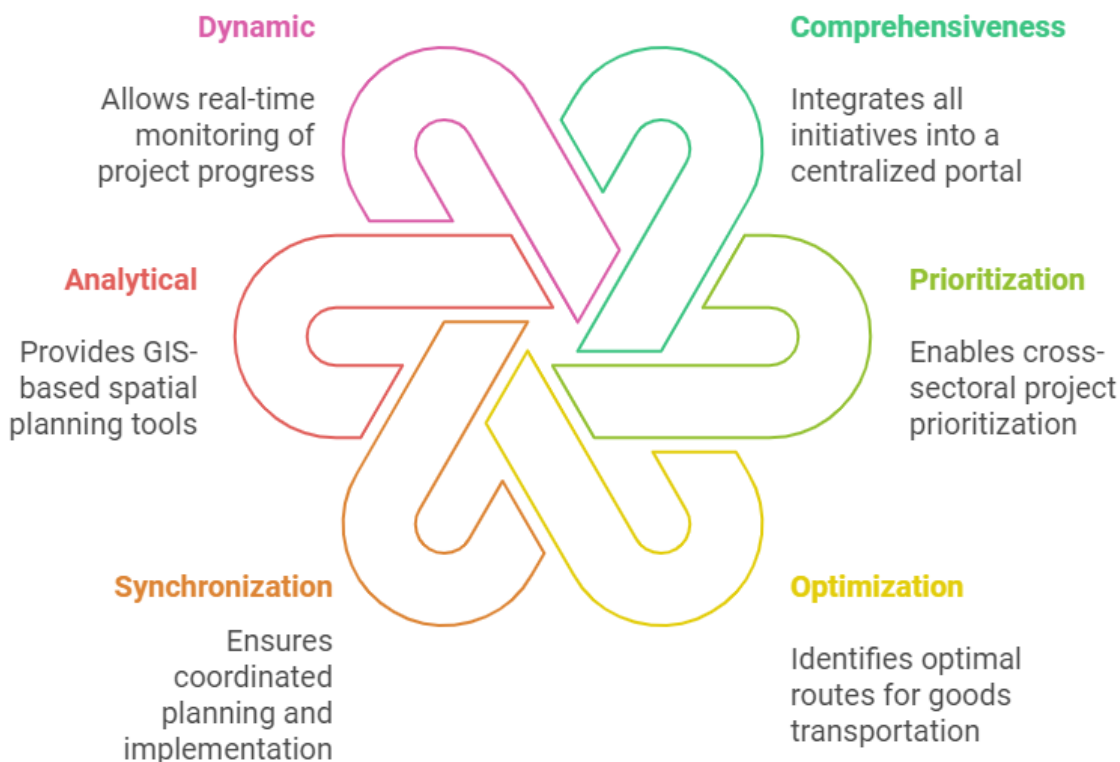 Dynamic
Allows real-time
monitoring of
project progress
Comprehensiveness
Integrates all
initiatives into a
centralized portal
Analytical
Provides GIS-
based spatial
planning tools
Prioritization
Enables cross-
sectoral project
prioritization
Synchronization
Ensures
coordinated
planning and
implementation
Optimization
Identifies optimal
routes for goods
transportation